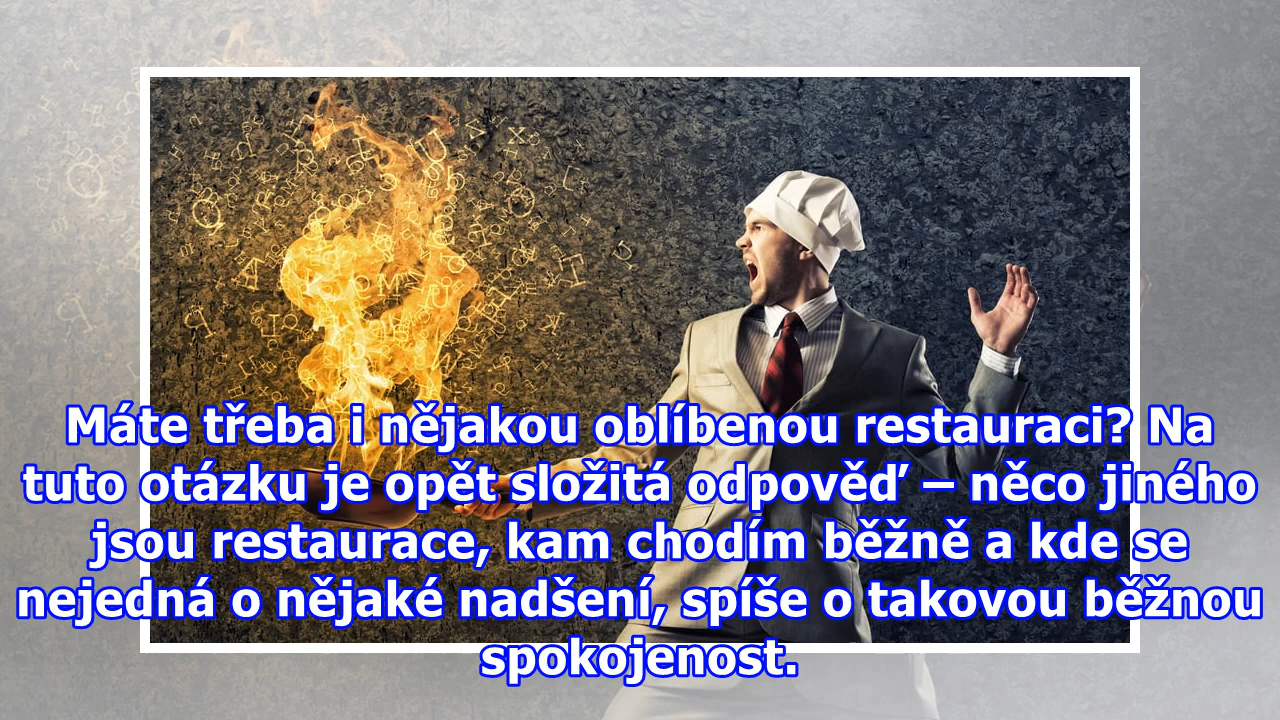 Máte třeba i nějakou oblíbenou restauraci? Na
tuto otázku je opět složitá odpověď – něco jiného
jsou restaurace, kam chodím běžně a kde se
nejedná o nějaké nadšení, spíše o takovou běžnou
spokojenost.